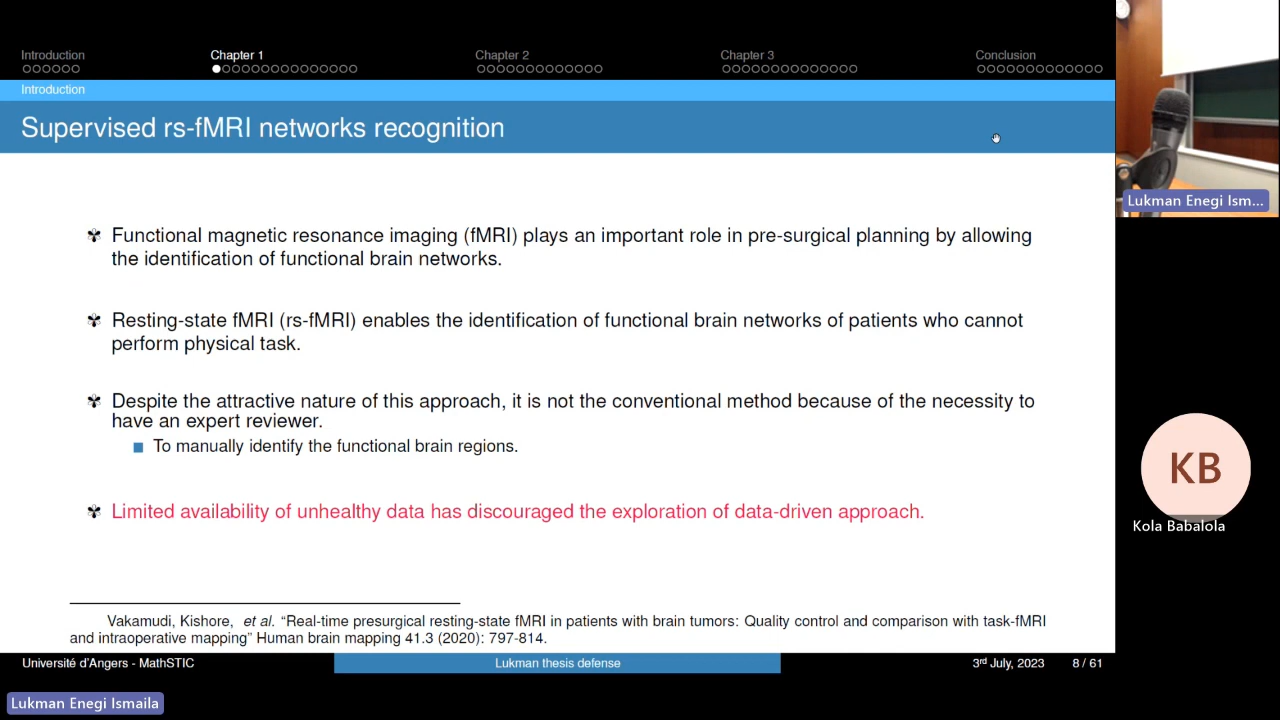 Introduction
Chapter 1
Chapter 2
Chapter 3
Conclusion
Introduction
Supervised rs-fMRI networks recognition
Functional magnetic resonance imaging (fMRI) plays an important role in pre-surgical planning by allowing
the identification of functional brain networks.
Resting-state fMRI (rs-fMRI) enables the identification of functional brain networks of patients who cannot
perform physical task.
Despite the attractive nature of this approach, it is not the conventional method because of the necessity to
have an expert reviewer.
To manually identify the functional brain regions.
Limited availability of unhealthy data has discouraged the exploration of data-driven approach.
Vakamudi, Kishore, et al. “Real-time presurgical resting-state fMRI in patients with brain tumors: Quality control and comparison with task-fMRI
and intraoperative mapping” Human brain mapping 41.3 (2020): 797-814.
Université d'Angers - MathSTIC
Lukman thesis defense
3rd July, 2023
8 / 61
Lukman Enegi Ismaila
Lukman Enegi Ism...
KB
Kola Babalola